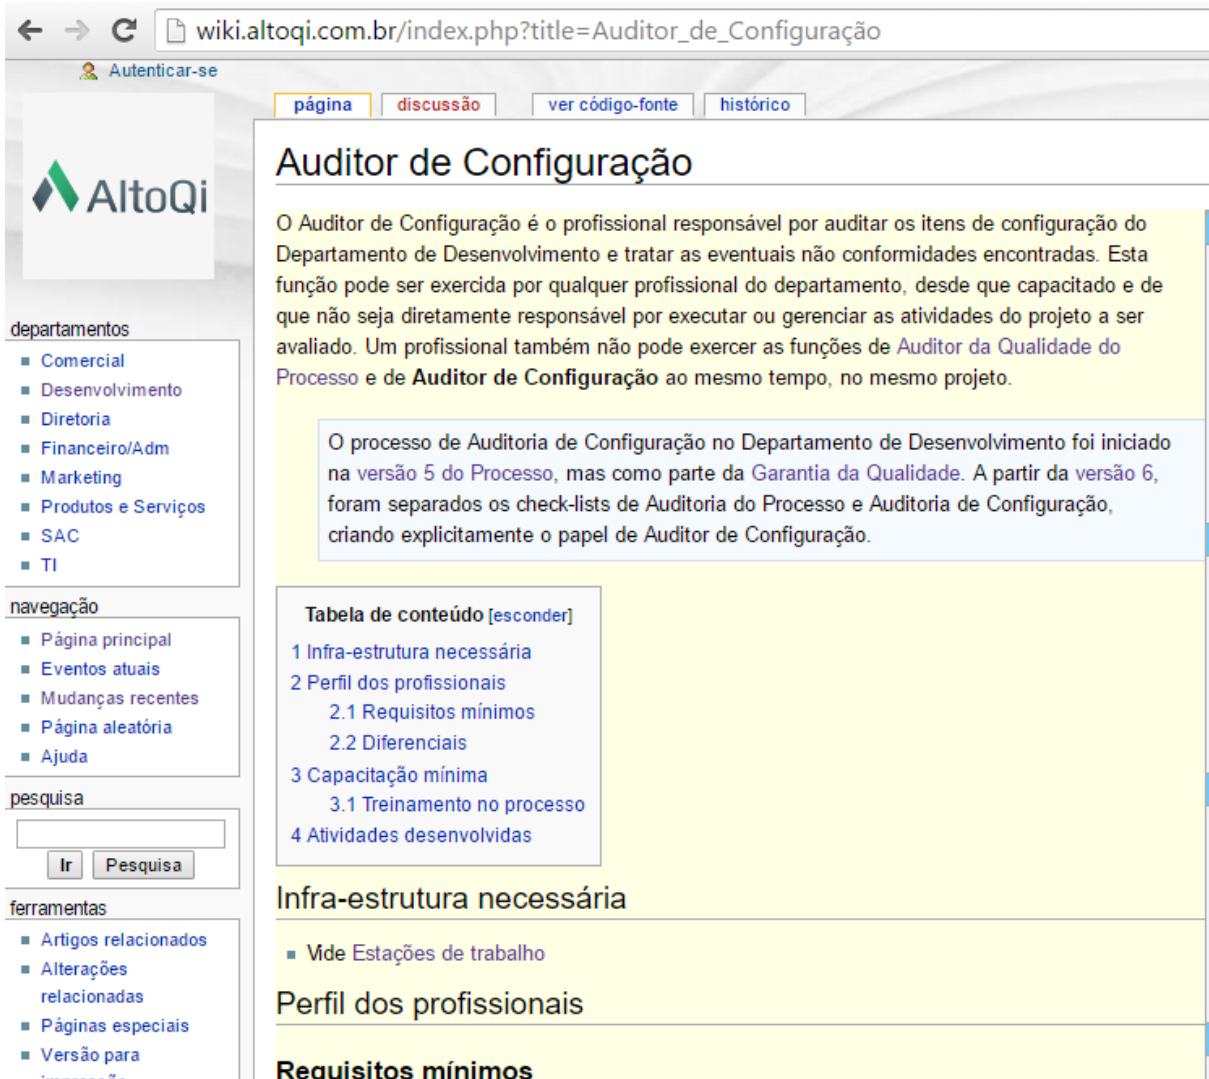 wiki.altoqi.com.br/index.php?title=Auditor_de_Configuração
Autenticar-se
página
discussão
ver código-fonte
histórico
AltoQi
departamentos
Comercial
Desenvolvimento
Diretoria
Financeiro/Adm
Marketing
Produtos e Serviços
SAC
TI
navegação
Página principal
Eventos atuais
Mudanças recentes
Página aleatória
Ajuda
pesquisa
Ir
Pesquisa
ferramentas
Artigos relacionados
Alterações
relacionadas
Páginas especiais
Versão para
Auditor de Configuração
O Auditor de Configuração é o profissional responsável por auditar os itens de configuração do
Departamento de Desenvolvimento e tratar as eventuais não conformidades encontradas. Esta
função pode ser exercida por qualquer profissional do departamento, desde que capacitado e de
que não seja diretamente responsável por executar ou gerenciar as atividades do projeto a ser
avaliado. Um profissional também não pode exercer as funções de Auditor da Qualidade do
Processo e de Auditor de Configuração ao mesmo tempo, no mesmo projeto.
O processo de Auditoria de Configuração no Departamento de Desenvolvimento foi iniciado
na versão 5 do Processo, mas como parte da Garantia da Qualidade. A partir da versão 6,
foram separados os check-lists de Auditoria do Processo e Auditoria de Configuração,
criando explicitamente o papel de Auditor de Configuração.
Tabela de conteúdo [esconder]
1 Infra-estrutura necessária
2 Perfil dos profissionais
2.1 Requisitos mínimos
2.2 Diferenciais
3 Capacitação mínima
3.1 Treinamento no processo
4 Atividades desenvolvidas
Infra-estrutura necessária
Vide Estações de trabalho
Perfil dos profissionais
Requisitos mínimos